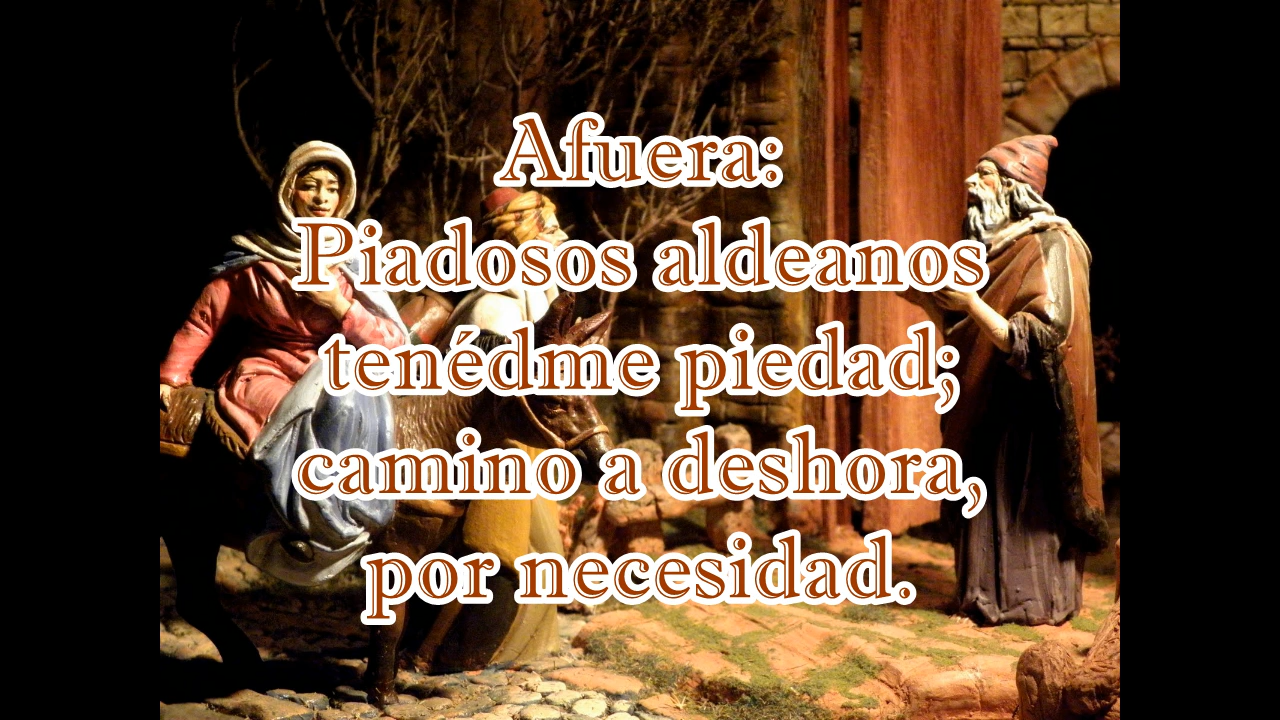 Afuera:
Piadosos aldeanos
tenédme piedad;
camino a deshora,
por necesidad.